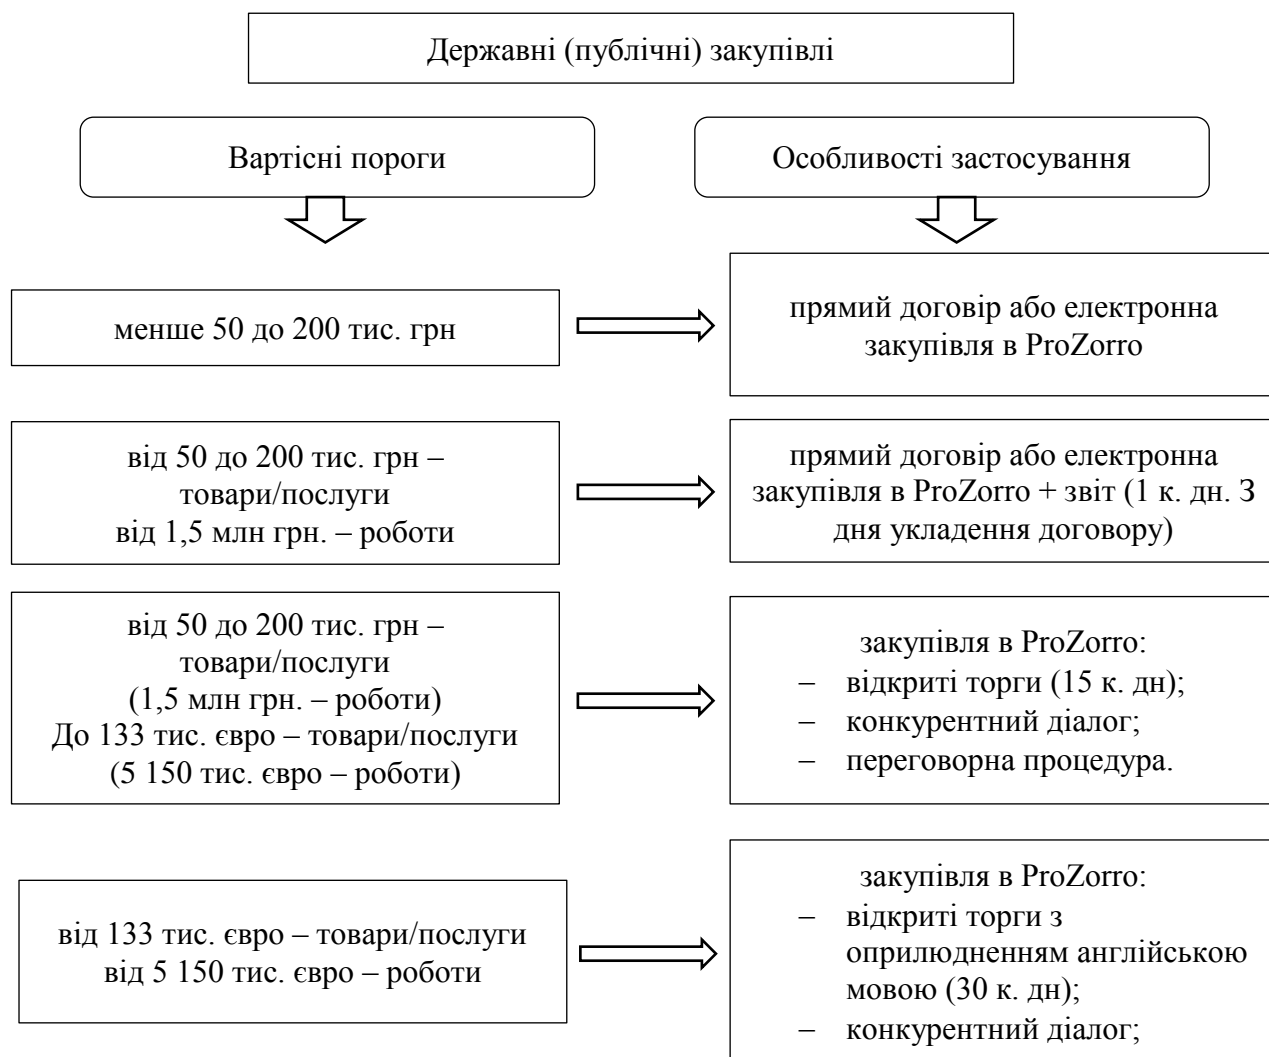 Державні (публічні) закупівлі
Вартісні пороги
Особливості застосування
менше 50 до 200 тис. грн
прямий договір або електронна
закупівля в ProZorro
від 50 до 200 тис. грн –
товари/послуги
від 1,5 млн грн. – роботи
прямий договір або електронна
закупівля в ProZorro + звіт (1 к. дн. З
дня укладення договору)
від 50 до 200 тис. грн –
товари/послуги
(1,5 млн грн. – роботи)
До 133 тис. євро – товари/послуги
(5 150 тис. євро – роботи)
закупівля в ProZorro:
– відкриті торги (15 к. дн);
– конкурентний діалог;
– переговорна процедура.
від 133 тис. євро – товари/послуги
від 5 150 тис. євро – роботи
закупівля в ProZorro:
– відкриті торги з
оприлюдненням англійською
мовою (30 к. дн);
– конкурентний діалог;